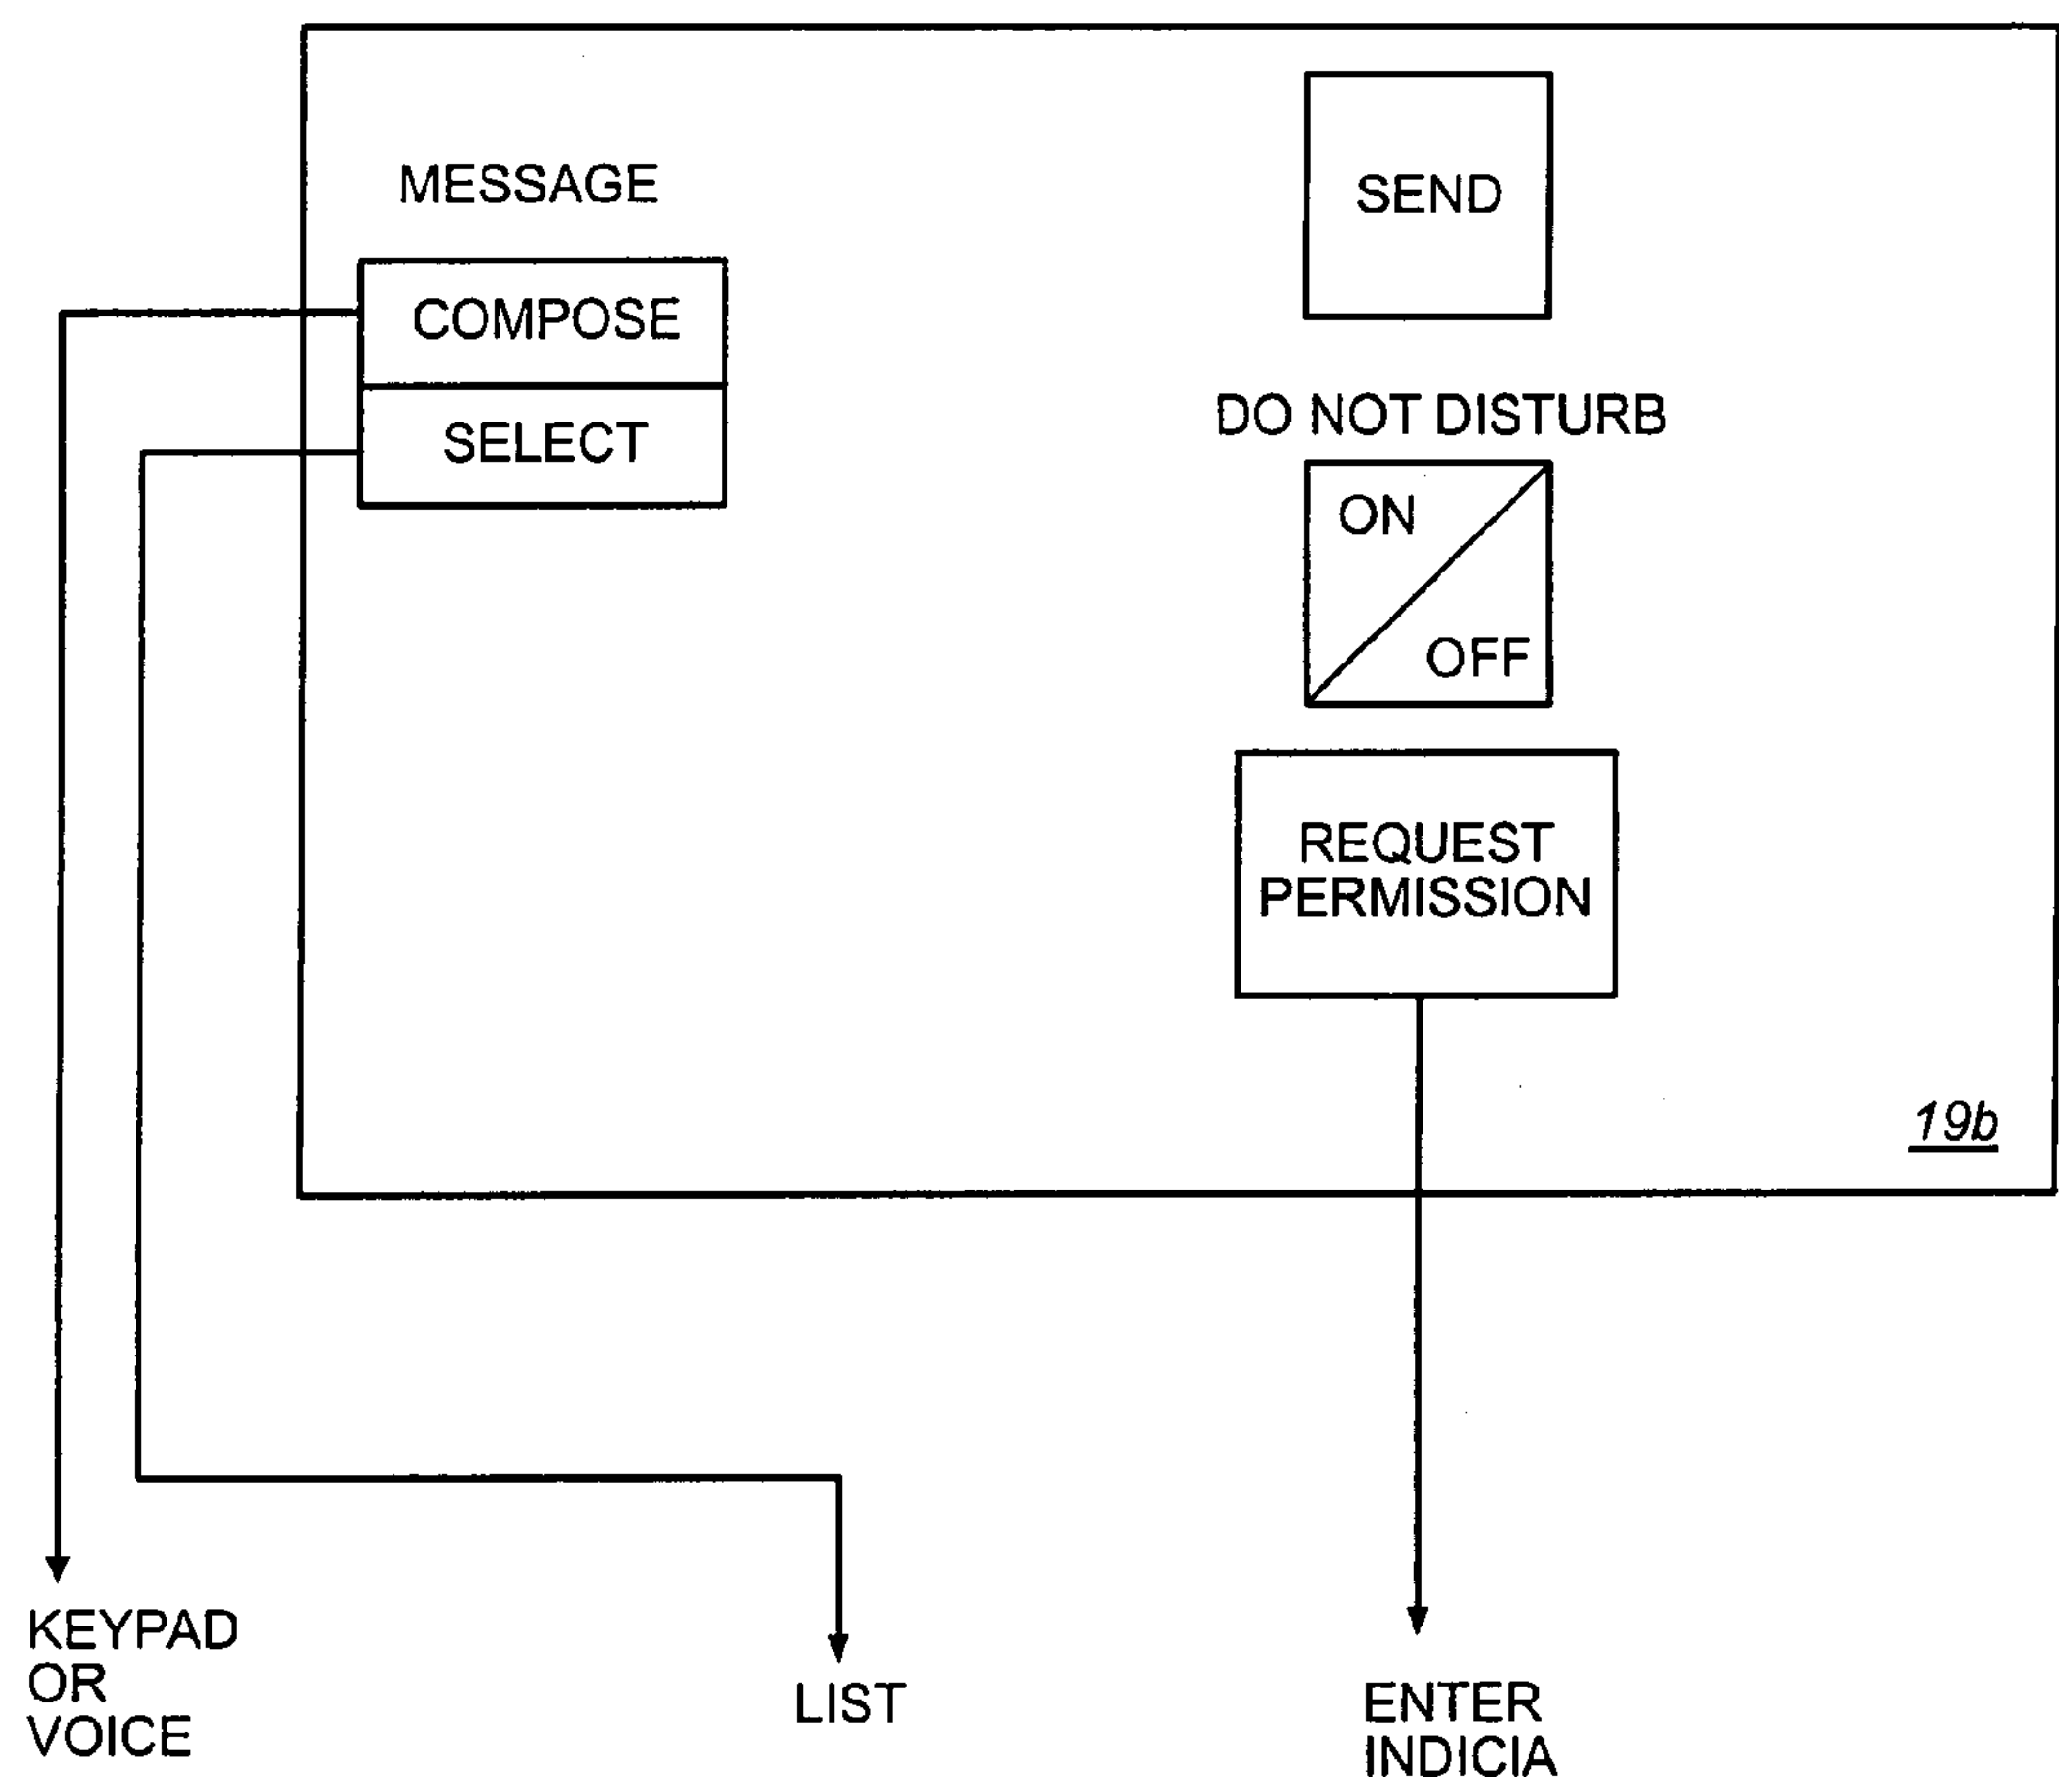 MESSAGE
COMPOSE
SELECT
SEND
DO NOT DISTURB
ON
OFF
REQUEST
PERMISSION
19b
KEYPAD
OR
VOICE
LIST
ENTER
INDICIA